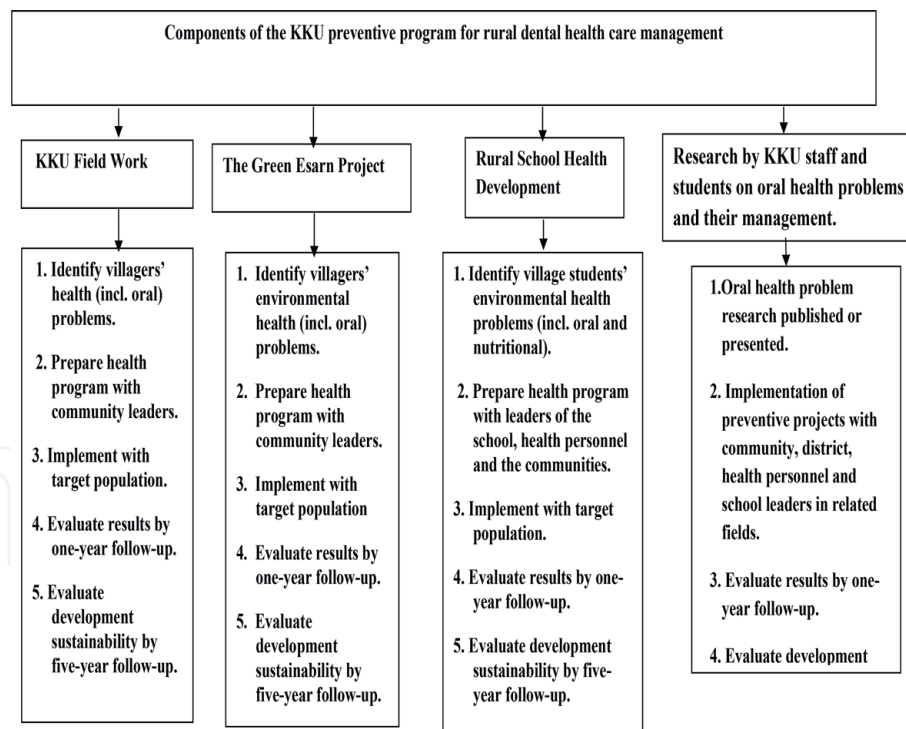 Components of the KKU preventive program for rural dental health care management
KKU Field Work
The Green Esarn Project
Rural School Health
Development
Research by KKU staff and
students on oral health problems
and their management.
1. Identify villagers'
health (incl. oral)
problems.
2. Prepare health
program with
community leaders.
3. Implement with
target population.
4. Evaluate results by
one-year follow-up.
5. Evaluate
development
sustainability by
five-year follow-up.
1. Identify villagers'
environmental
health (incl. oral)
problems.
2. Prepare health
program with
community leaders.
3. Implement with
target population
4. Evaluate results by
one-year follow-up.
5. Evaluate
development
sustainability by
five-year follow-up.
1. Identify village students'
environmental health
problems (incl. oral and
nutritional).
2. Prepare health program
with leaders of the
school, health personnel
and the communities.
3. Implement with target
population.
4. Evaluate results by one-
year follow-up.
5. Evaluate development
sustainability by five-
year follow-up.
1.Oral health problem
research published or
presented.
2. Implementation of
preventive projects with
community, district,
health personnel and
school leaders in related
fields.
3. Evaluate results by one-
year follow-up.
4. Evaluate development